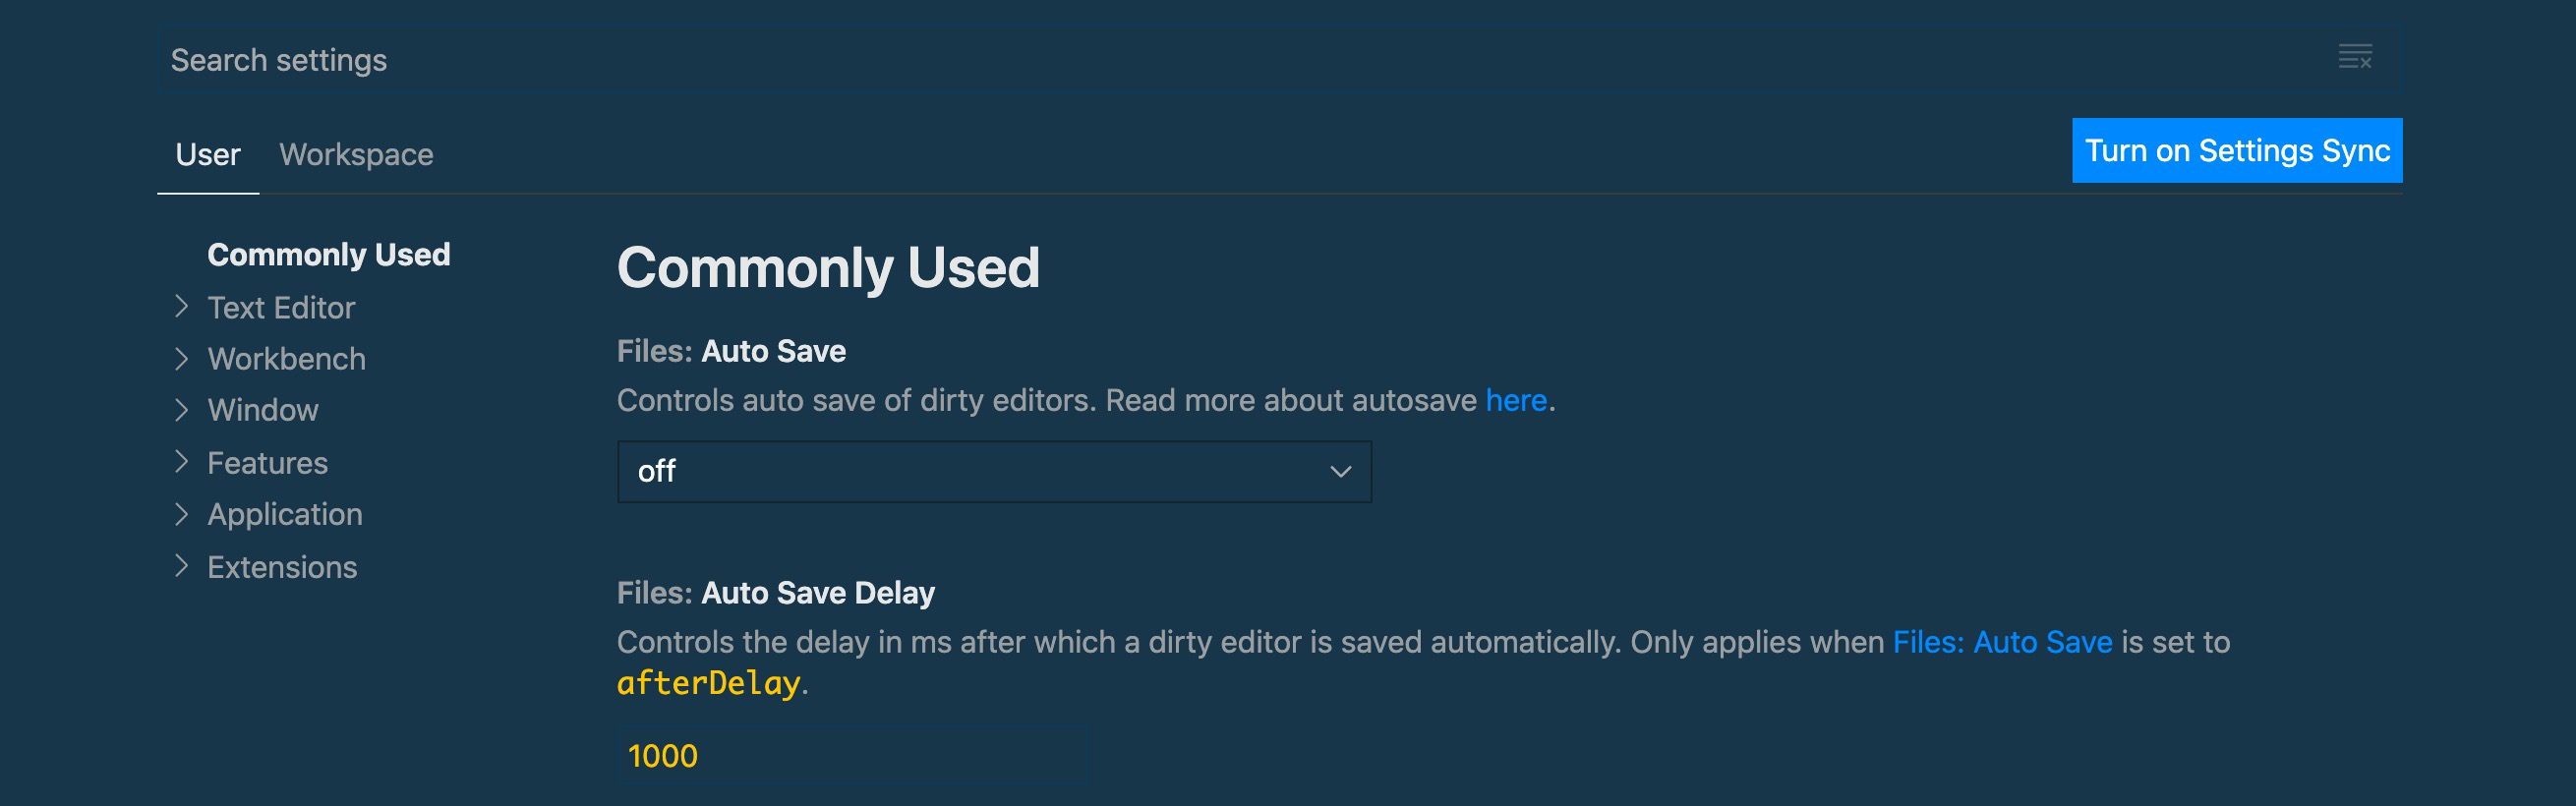 Search settings
User Workspace
Turn on Settings Sync
Commonly Used
Text Editor
Workbench
Window
Features
Application
Extensions
Commonly Used
Files: Auto Save
Controls auto save of dirty editors. Read more about autosave here.
off
Files: Auto Save Delay
Controls the delay in ms after which a dirty editor is saved automatically. Only applies when Files: Auto Save is set to
afterDelay.
1000